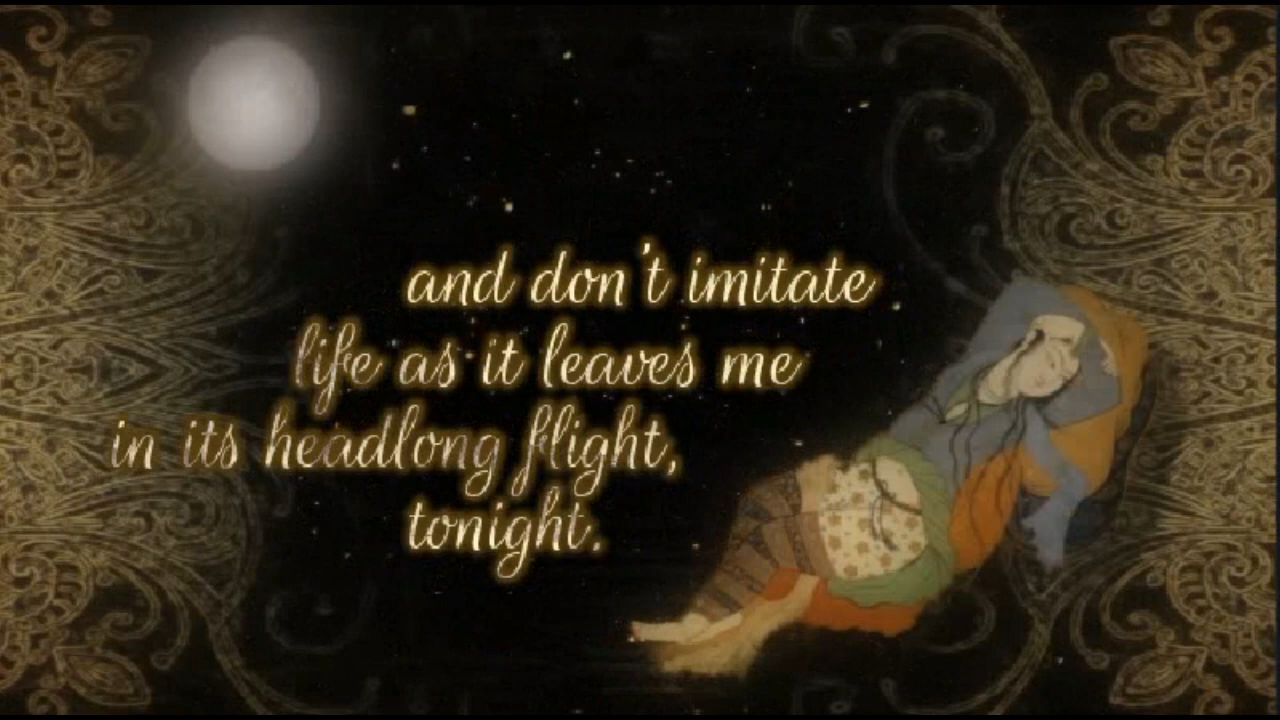 and don't imitate
life as it leaves me
in its headlong flight,
tonight.